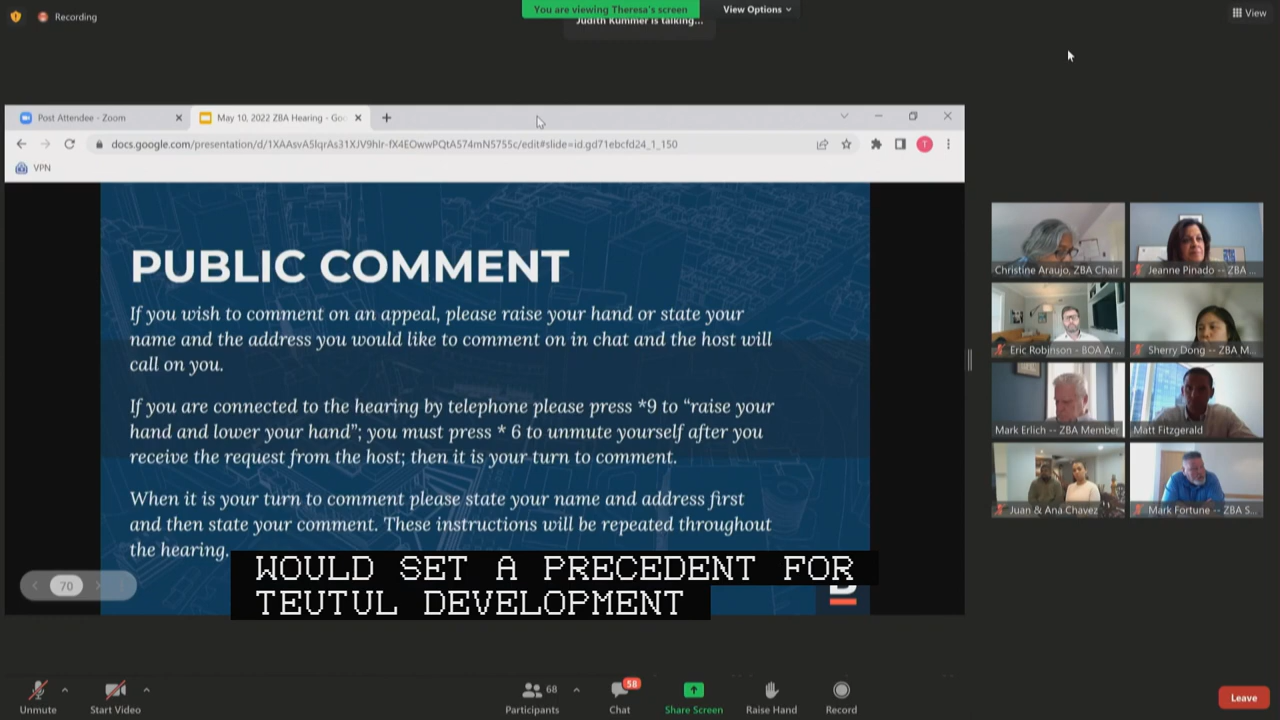 Recording
You are viewing Theresa's screen
View Options
Judith Kummer is talking...
View
Post Attendee - Zoom
May 10, 2022 ZBA Hearing - Goo
docs.google.com/presentation/d/1XAAsvA5lqrAs31XJV9hlr-fX4EOwwPQtA574mN5755c/edit#slide=id.gd71ebcfd24_1_150
T
VPN
PUBLIC COMMENT
If you wish to comment on an appeal, please raise your hand or state your
name and the address you would like to comment on in chat and the host will
call on you.
If you are connected to the hearing by telephone please press *9 to “raise your
hand and lower your hand”; you must press * 6 to unmute yourself after you
receive the request from the host; then it is your turn to comment.
When it is your turn to comment please state your name and address first
and then state your comment. These instructions will be repeated throughout
the hearing.
70
B
WOULD SET A PRECEDENT FOR
TEUTUL DEVELOPMENT
Christine Araujo, ZBA Chair
Jeanne Pinado -- ZBA ...
Eric Robinson - BOA Ar...
Sherry Dong -- ZBA M...
Mark Erlich -- ZBA Member
Matt Fitzgerald
Juan & Ana Chavez
Mark Fortune -- ZBA S...
Unmute
Start Video
68
Participants
58
Chat
Share Screen
Raise Hand
Record
Leave